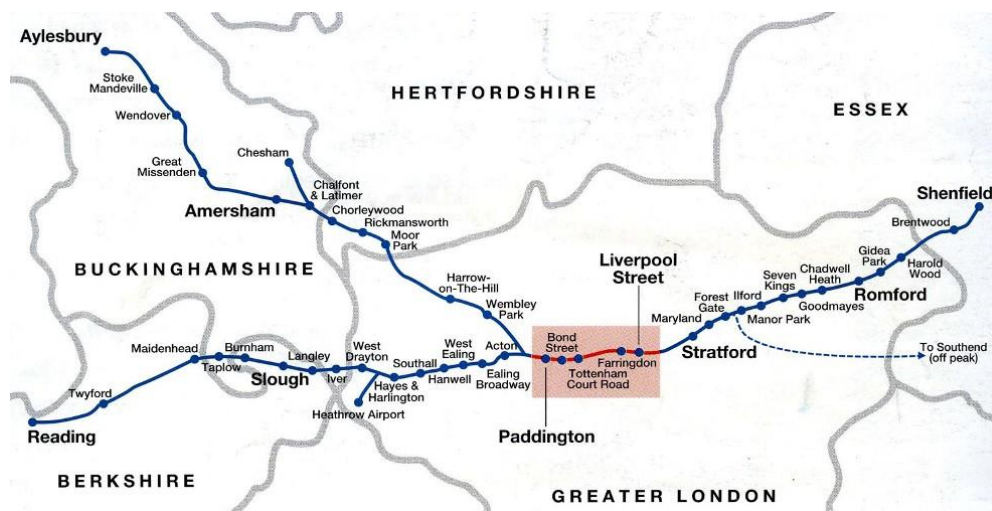 Aylesbury
Stoke
Mandeville
Wendover
Great
Missenden
Chesham
Amersham
Chalfont
& Latimer
Chorleywood
Rickmansworth
Moor
Park
Harrow-
on-The-Hill
Wembley
Park
HERTFORDSHIRE
ESSEX
BUCKINGHAMSHIRE
BERKSHIRE
GREATER LONDON
Reading
Twyford
Maidenhead
Taplow
Burnham
Slough
Langley
Iver
West
Drayton
Heathrow Airport
Hayes &
Harlington
Southall
Hanwell
West
Ealing
Ealing
Broadway
Acton
Paddington
Bond
Street
Tottenham
Court Road
Farringdon
Liverpool
Street
Stratford
Maryland
Forest
Gate
Manor Park
Ilford
Seven
Kings
Goodmayes
Chadwell
Heath
Romford
Gidea
Park
Harold
Wood
Brentwood
Shenfield
To Southend
(off peak)